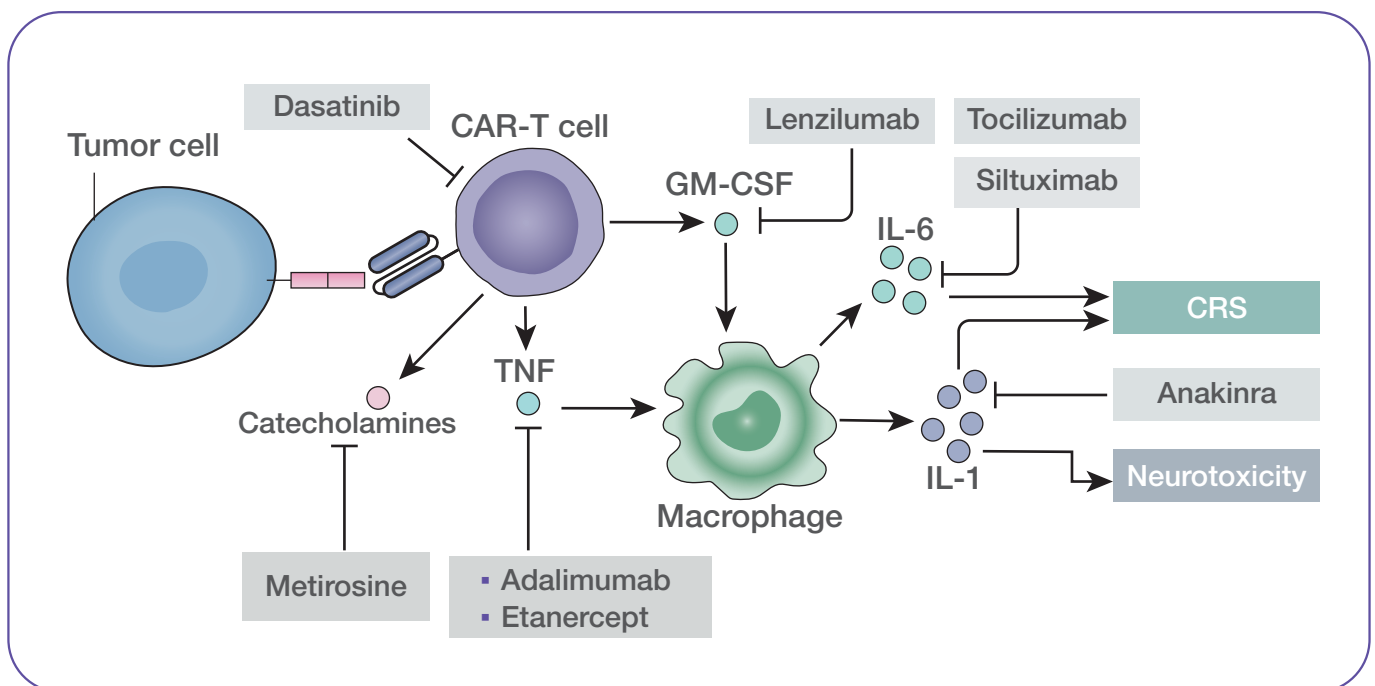 Dasatinib
CAR-T cell
Lenzilumab
Tocilizumab
Tumor cell
GM-CSF
Siltuximab
IL-6
CRS
TNF
Catecholamines
Anakinra
IL-1
Neurotoxicity
Macrophage
Metirosine
▪ Adalimumab
▪ Etanercept